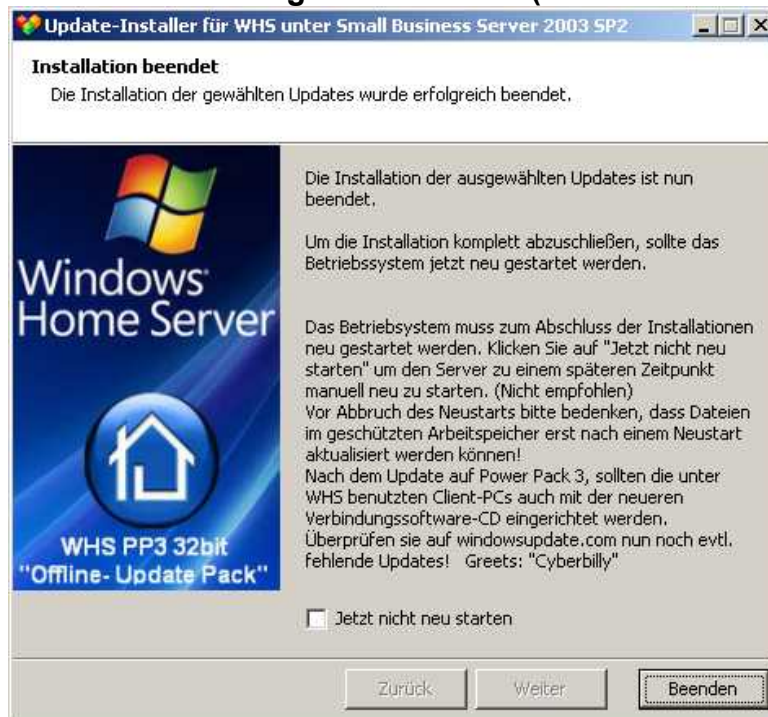 Update-Installer für WHS unter Small Business Server 2003 SP2
Installation beendet
Die Installation der gewählten Updates wurde erfolgreich beendet.
Windows
Home Server
WHS PP3 32bit
"Offline- Update Pack"
Die Installation der ausgewählten Updates ist nun
beendet.
Um die Installation komplett abzuschließen, sollte das
Betriebssystem jetzt neu gestartet werden.
Das Betriebsystem muss zum Abschluss der Installationen
neu gestartet werden. Klicken Sie auf "Jetzt nicht neu
starten" um den Server zu einem späteren Zeitpunkt
manuell neu zu starten. (Nicht empfohlen)
Vor Abbruch des Neustarts bitte bedenken, dass Dateien
im geschützten Arbeitspeicher erst nach einem Neustart
aktualisiert werden können!
Nach dem Update auf Power Pack 3, sollten die unter
WHS benutzten Client-PCs auch mit der neueren
Verbindungssoftware-CD eingerichtet werden.
Überprüfen sie auf windowsupdate.com nun noch evtl.
fehlende Updates! Greets: "Cyberbilly"
Jetzt nicht neu starten
Zurück Weiter Beenden